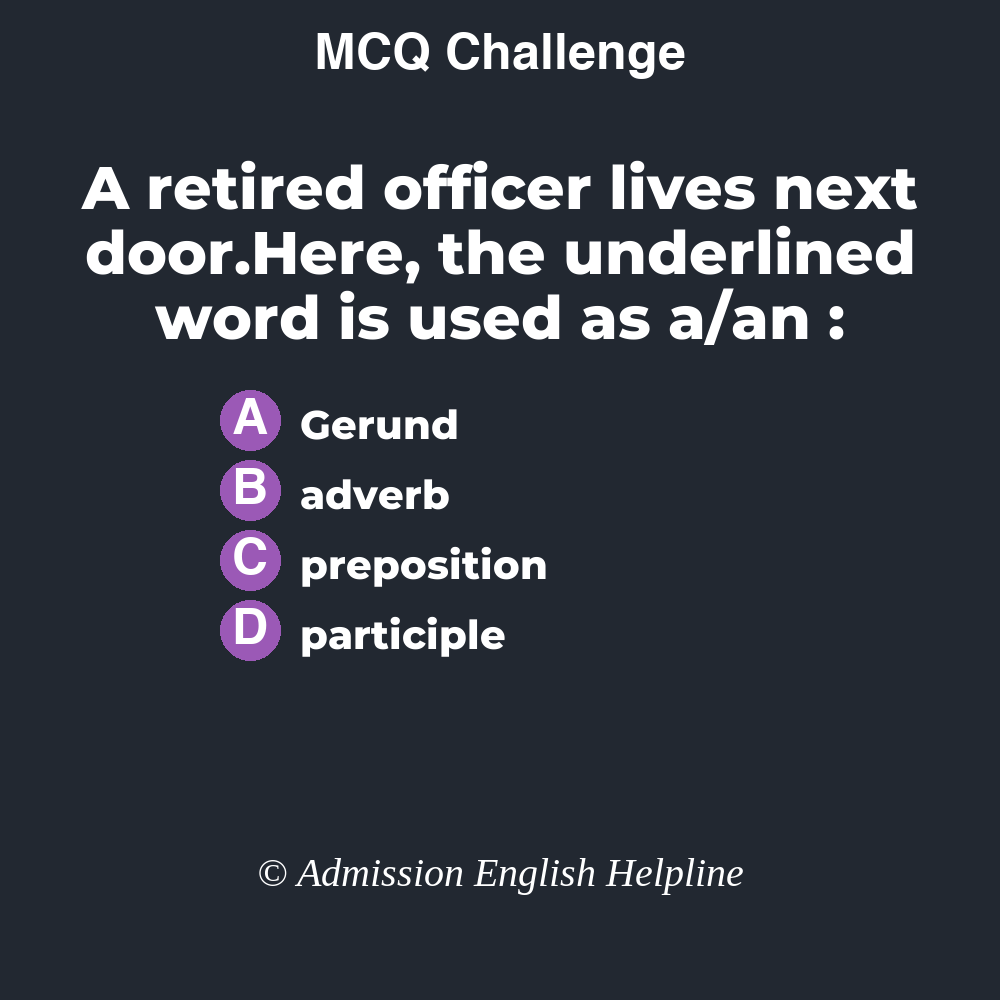 MCQ Challenge
A retired officer lives next
door.Here, the underlined
word is used as a/an :
A Gerund
B adverb
C preposition
D participle
© Admission English Helpline